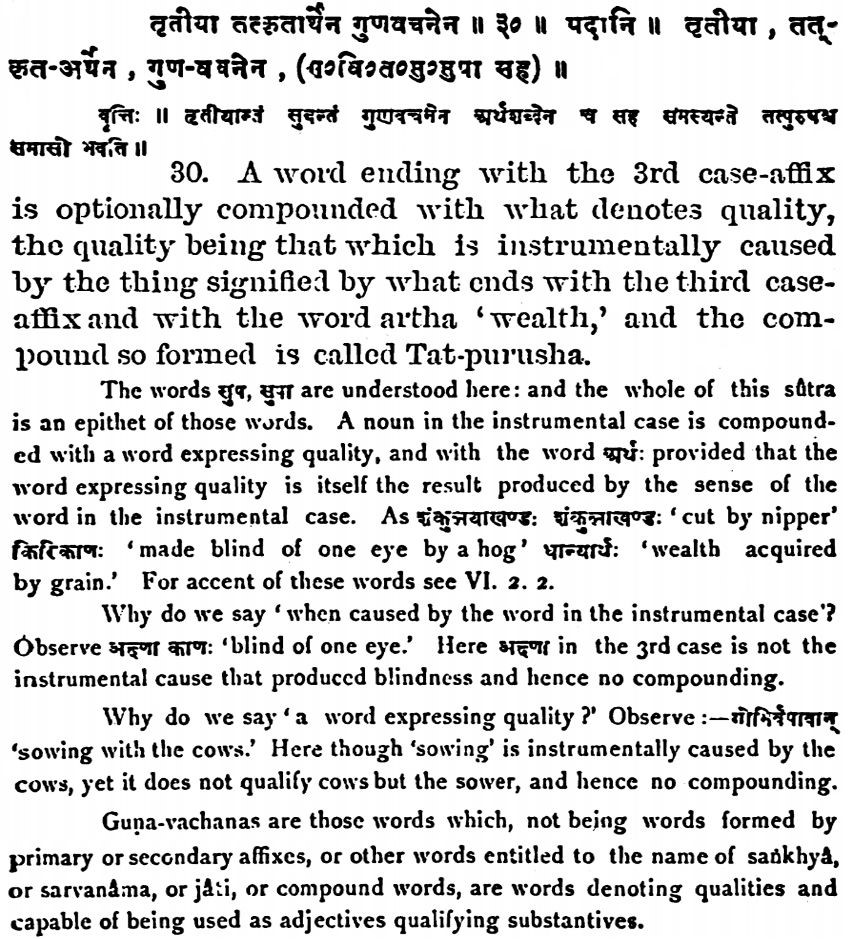 तृतीया तत्कृतार्थेन गुणवचनेन ॥ ३० ॥ पदानि ॥ तृतीया , तत्-
कृत-अर्थेन , गुण-वचनेन , (स०वि०त०सु०सुपा सह) ॥
वृत्तिः ॥ तृतीयान्तं सुबन्तं गुणवचनेन अर्थशब्देन च सह समस्यन्ते तत्पुरुषश्च
समासो भवति ॥
30. A word ending with the 3rd case-affix
is optionally compounded with what denotes quality,
the quality being that which is instrumentally caused
by the thing signified by what ends with the third case-
affix and with the word artha ‘wealth,’ and the com-
pound so formed is called Tat-purusha.
The words सुप्, सुपा are understood here: and the whole of this sûtra
is an epithet of those words. A noun in the instrumental case is compound-
ed with a word expressing quality, and with the word अर्थः provided that the
word expressing quality is itself the result produced by the sense of the
word in the instrumental case. As शंकुलयाखण्डः शंकुलाखण्डः ‘cut by nipper’
किरिकाणः ‘made blind of one eye by a hog’ धान्यार्थः ‘wealth acquired
by grain.’ For accent of these words see VI. 2. 2.
Why do we say ‘when caused by the word in the instrumental case’?
Observe अक्ष्णा काणः ‘blind of one eye.’ Here अक्ष्णा in the 3rd case is not the
instrumental cause that produced blindness and hence no compounding.
Why do we say ‘a word expressing quality?’ Observe :—गोभिर्वपावान्
‘sowing with the cows.’ Here though ‘sowing’ is instrumentally caused by the
cows, yet it does not qualify cows but the sower, and hence no compounding.
Guṇa-vachanas are those words which, not being words formed by
primary or secondary affixes, or other words entitled to the name of saṅkhyâ,
or sarvanâma, or jâti, or compound words, are words denoting qualities and
capable of being used as adjectives qualifying substantives.